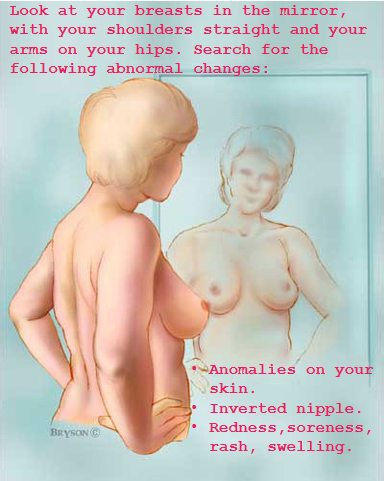 Look at your breasts in the mirror,
with your shoulders straight and your
arms on your hips. Search for the
following abnormal changes:
• Anomalies on your
skin.
• Inverted nipple.
• Redness,soreness,
rash, swelling.
BRYSON ©